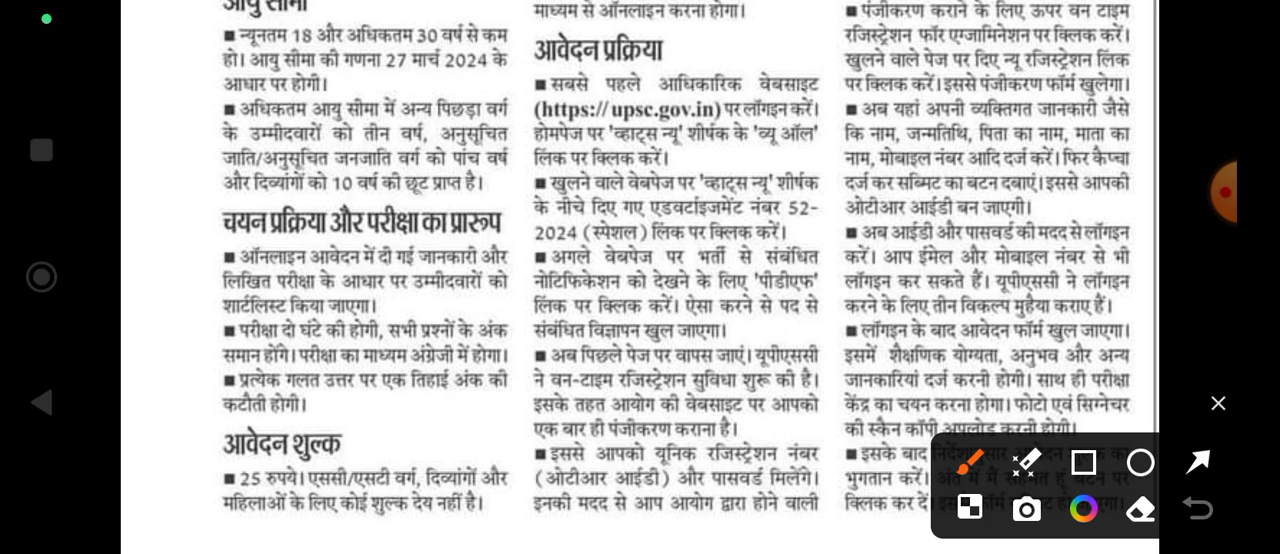 आयु सीमा
■ न्यूनतम 18 और अधिकतम 30 वर्ष से कम
हो। आयु सीमा की गणना 27 मार्च 2024 के
आधार पर होगी।
■ अधिकतम आयु सीमा में अन्य पिछड़ा वर्ग
के उम्मीदवारों को तीन वर्ष, अनुसूचित
जाति/अनुसूचित जनजाति वर्ग को पांच वर्ष
और दिव्यांगों को 10 वर्ष की छूट प्राप्त है।
चयन प्रक्रिया और परीक्षा का प्रारूप
■ ऑनलाइन आवेदन में दी गई जानकारी और
लिखित परीक्षा के आधार पर उम्मीदवारों को
शार्टलिस्ट किया जाएगा।
■ परीक्षा दो घंटे की होगी, सभी प्रश्नों के अंक
समान होंगे। परीक्षा का माध्यम अंग्रेजी में होगा।
■ प्रत्येक गलत उत्तर पर एक तिहाई अंक की
कटौती होगी।
आवेदन शुल्क
■ 25 रुपये। एससी/एसटी वर्ग, दिव्यांगों और
महिलाओं के लिए कोई शुल्क देय नहीं है।
माध्यम से ऑनलाइन करना होगा।
आवेदन प्रक्रिया
■ सबसे पहले आधिकारिक वेबसाइट
(https://upsc.gov.in) पर लॉगइन करें।
होमपेज पर 'व्हाट्स न्यू' शीर्षक के 'व्यू ऑल'
लिंक पर क्लिक करें।
■ खुलने वाले वेबपेज पर 'व्हाट्स न्यू' शीर्षक
के नीचे दिए गए एडवर्टाइजमेंट नंबर 52-
2024 (स्पेशल) लिंक पर क्लिक करें।
■ अगले वेबपेज पर भर्ती से संबंधित
नोटिफिकेशन को देखने के लिए 'पीडीएफ'
लिंक पर क्लिक करें। ऐसा करने से पद से
संबंधित विज्ञापन खुल जाएगा।
■ अब पिछले पेज पर वापस जाएं। यूपीएससी
ने वन-टाइम रजिस्ट्रेशन सुविधा शुरू की है।
इसके तहत आयोग की वेबसाइट पर आपको
एक बार ही पंजीकरण कराना है।
■ इससे आपको यूनिक रजिस्ट्रेशन नंबर
(ओटीआर आईडी) और पासवर्ड मिलेंगे।
इनकी मदद से आप आयोग द्वारा होने वाली
■ पंजीकरण कराने के लिए ऊपर वन टाइम
रजिस्ट्रेशन फॉर एग्जामिनेशन पर क्लिक करें।
खुलने वाले पेज पर दिए न्यू रजिस्ट्रेशन लिंक
पर क्लिक करें। इससे पंजीकरण फॉर्म खुलेगा।
■ अब यहां अपनी व्यक्तिगत जानकारी जैसे
कि नाम, जन्मतिथि, पिता का नाम, माता का
नाम, मोबाइल नंबर आदि दर्ज करें। फिर कैप्चा
दर्ज कर सब्मिट का बटन दबाएं। इससे आपकी
ओटीआर आईडी बन जाएगी।
■ अब आईडी और पासवर्ड की मदद से लॉगइन
करें। आप ईमेल और मोबाइल नंबर से भी
लॉगइन कर सकते हैं। यूपीएससी ने लॉगइन
करने के लिए तीन विकल्प मुहैया कराए हैं।
■ लॉगइन के बाद आवेदन फॉर्म खुल जाएगा।
इसमें शैक्षणिक योग्यता, अनुभव और अन्य
जानकारियां दर्ज करनी होगी। साथ ही परीक्षा
केंद्र का चयन करना होगा। फोटो एवं सिग्नेचर
की स्कैन कॉपी अपलोड करनी होगी।
■ इसके बाद
भुगतान करें।
क्लिक कर दें